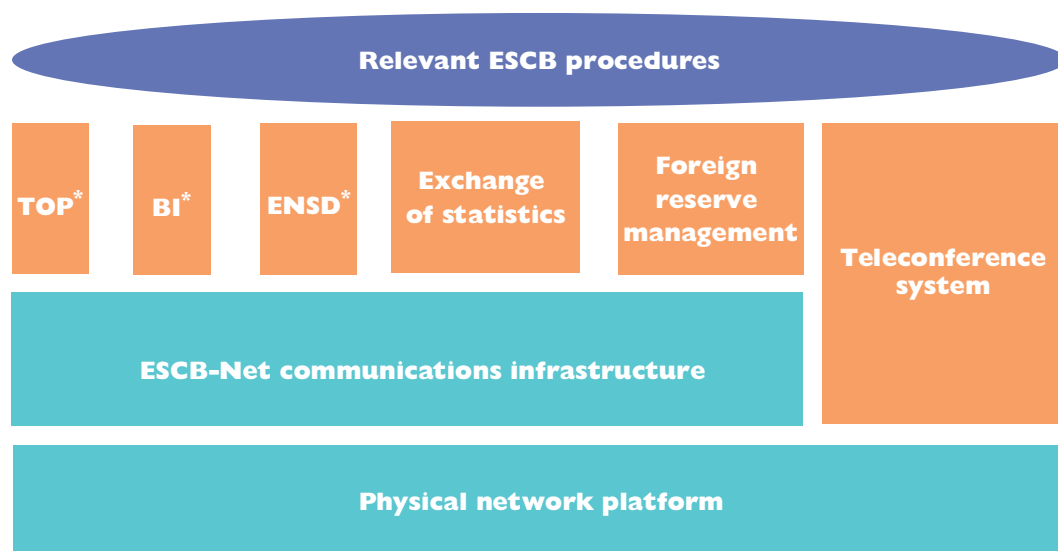 Relevant ESCB procedures
TOP*
BI*
ENSD*
Exchange
of statistics
Foreign
reserve
management
Teleconference
system
ESCB-Net communications infrastructure
Physical network platform